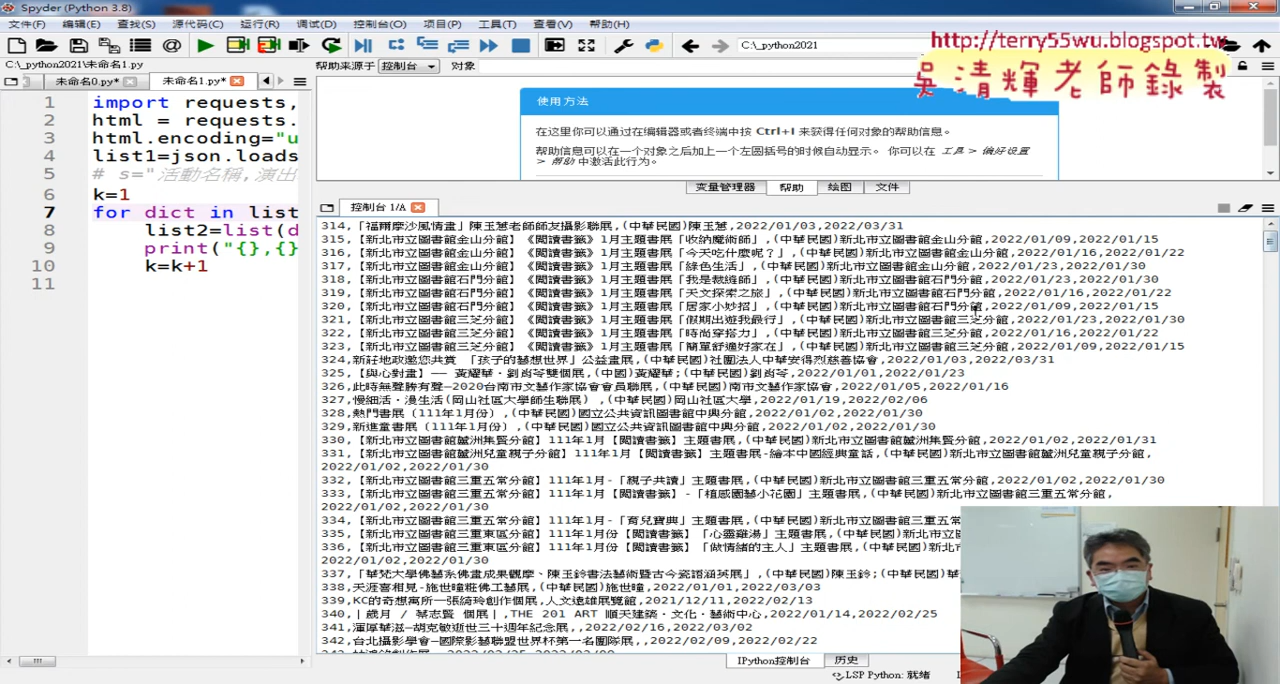 Spyder (Python 3.8)
文件(F) 编辑(E) 查找(S) 源代码(C) 运行(R) 调试(D) 控制台(O) 项目(P) 工具(T) 查看(V) 帮助(H)
C:\_python2021
http://terry55wu.blogspot.tw
吳清輝老師錄製
C:\_python2021\未命名1.py
未命名0.py* 未命名1.py*
帮助来源于 控制台 对象
1 import requests,
2 html = requests.
3 html.encoding="u
4 list1=json.loads
5 # s="活動名稱,演出
6 k=1
7 for dict in list
8 list2=list(d
9 print("{},{}
10 k=k+1
11
使用方法
在这里你可以通过在编辑器或者终端中按 Ctrl+I 来获得任何对象的帮助信息。
帮助信息可以在一个对象之后加上一个左圆括号的时候自动显示。 你可以在 工具 > 偏好设置
> 帮助 中激活此行为。
变量管理器 帮助 绘图 文件
控制台 1/A
314,「福爾摩沙風情畫」陳玉慧老師師友攝影聯展,(中華民國)陳玉慧,2022/01/03,2022/03/31
315,【新北市立圖書館金山分館】《閱讀書籤》1月主題書展「收納魔術師」,(中華民國)新北市立圖書館金山分館,2022/01/09,2022/01/15
316,【新北市立圖書館金山分館】《閱讀書籤》1月主題書展「今天吃什麼呢？」,(中華民國)新北市立圖書館金山分館,2022/01/16,2022/01/22
317,【新北市立圖書館金山分館】《閱讀書籤》1月主題書展「綠色生活」,(中華民國)新北市立圖書館金山分館,2022/01/23,2022/01/30
318,【新北市立圖書館石門分館】《閱讀書籤》1月主題書展「我是裁縫師」,(中華民國)新北市立圖書館石門分館,2022/01/23,2022/01/30
319,【新北市立圖書館石門分館】《閱讀書籤》1月主題書展「天文探索之旅」,(中華民國)新北市立圖書館石門分館,2022/01/16,2022/01/22
320,【新北市立圖書館石門分館】《閱讀書籤》1月主題書展「居家小妙招」,(中華民國)新北市立圖書館石門分館,2022/01/09,2022/01/15
321,【新北市立圖書館三芝分館】《閱讀書籤》1月主題書展「假期出遊我最行」,(中華民國)新北市立圖書館三芝分館,2022/01/23,2022/01/30
322,【新北市立圖書館三芝分館】《閱讀書籤》1月主題書展「時尚穿搭力」,(中華民國)新北市立圖書館三芝分館,2022/01/16,2022/01/22
323,【新北市立圖書館三芝分館】《閱讀書籤》1月主題書展「簡單舒適好家在」,(中華民國)新北市立圖書館三芝分館,2022/01/09,2022/01/15
324,新好地政邀您共賞 「孩子的藝想世界」公益畫展,(中華民國)社團法人中華安得烈慈善協會,2022/01/03,2022/03/31
325,【與心對畫】—— 黃耀華·劉肖岑雙個展,(中國)黃耀華;(中華民國)劉肖岑,2022/01/01,2022/01/23
326,此時無聲勝有聲—2020台南市文藝作家協會會員聯展,(中華民國)南市文藝作家協會,2022/01/05,2022/01/16
327,慢細活·漫生活(岡山社區大學師生聯展) ,(中華民國)岡山社區大學,2022/01/19,2022/02/06
328,熱門書展（111年1月份）,(中華民國)國立公共資訊圖書館中興分館,2022/01/02,2022/01/30
329,新進童書展（111年1月份）,(中華民國)國立公共資訊圖書館中興分館,2022/01/02,2022/01/30
330,【新北市立圖書館蘆洲集賢分館】111年1月【閱讀書籤】主題書展,(中華民國)新北市立圖書館蘆洲集賢分館,2022/01/02,2022/01/31
331,【新北市立圖書館蘆洲兒童親子分館】111年1月【閱讀書籤】主題書展-繪本中國經典童話,(中華民國)新北市立圖書館蘆洲兒童親子分館,
2022/01/02,2022/01/30
332,【新北市立圖書館三重五常分館】111年1月-「親子共讀」主題書展,(中華民國)新北市立圖書館三重五常分館,2022/01/02,2022/01/30
333,【新北市立圖書館三重五常分館】111年1月【閱讀書籤】-「植感園藝小花園」主題書展,(中華民國)新北市立圖書館三重五常分館,
2022/01/02,2022/01/30
334,【新北市立圖書館三重五常分館】111年1月-「育兒寶典」主題書展,(中華民國)新北市立圖書館三重五常分
335,【新北市立圖書館三重東區分館】111年1月份【閱讀書籤】「心靈雞湯」主題書展,(中華民國)新北
336,【新北市立圖書館三重東區分館】111年1月份【閱讀書籤】「做情緒的主人」主題書展,(中華民國)新北
2022/01/02,2022/01/30
337,「華梵大學佛藝系佛畫成果觀摩、陳玉鈴書法藝術暨古今瓷語涵英展」,(中華民國)陳玉鈴;(中華民國)
338,天涯喜相見-施世曈粧佛工藝展,(中華民國)施世曈,2022/01/01,2022/03/03
339,KC的奇想寓所—張綺玲創作個展,人文遠雄展覽館,2021/12/11,2022/02/13
340,｜歲月 / 蔡志賢 個展|,THE 201 ART 順天建築·文化·藝術中心,2022/01/14,2022/02/25
341,渾厚華滋—胡克敏逝世三十週年紀念展,,2022/02/16,2022/03/02
342,台北攝影學會—國際影藝聯盟世界杯第一名團隊展,,2022/02/09,2022/02/22
IPython控制台 历史
LSP Python: 就绪